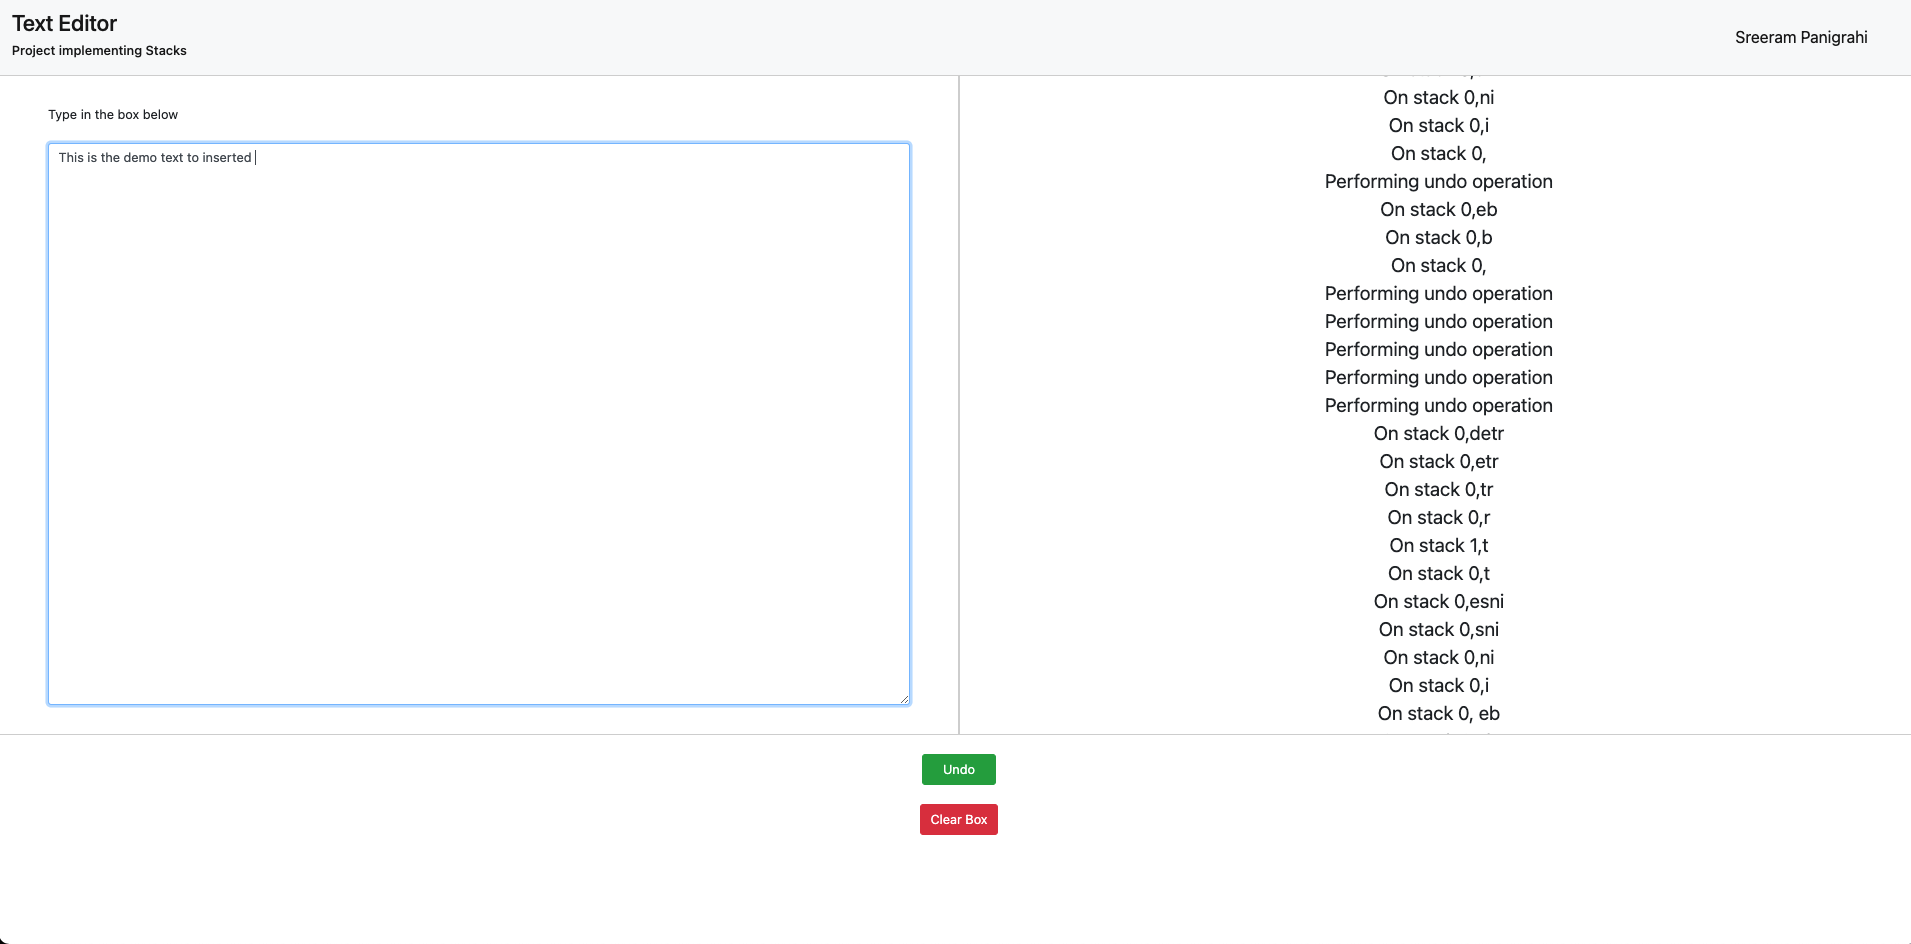 Text Editor
Project implementing Stacks
Sreeram Panigrahi
Type in the box below
This is the demo text to inserted
On stack 0,ni
On stack 0,i
On stack 0,
Performing undo operation
On stack 0,eb
On stack 0,b
On stack 0,
Performing undo operation
Performing undo operation
Performing undo operation
Performing undo operation
Performing undo operation
On stack 0,detr
On stack 0,etr
On stack 0,tr
On stack 0,r
On stack 1,t
On stack 0,t
On stack 0,esni
On stack 0,sni
On stack 0,ni
On stack 0,i
On stack 0, eb
Undo
Clear Box